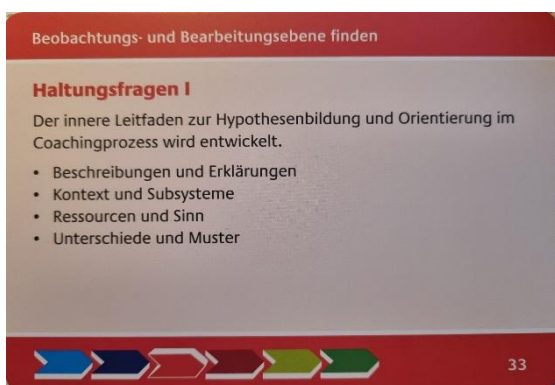 Beobachtungs- und Bearbeitungsebene finden
Haltungsfragen I
Der innere Leitfaden zur Hypothesenbildung und Orientierung im
Coachingprozess wird entwickelt.
• Beschreibungen und Erklärungen
• Kontext und Subsysteme
• Ressourcen und Sinn
• Unterschiede und Muster
33